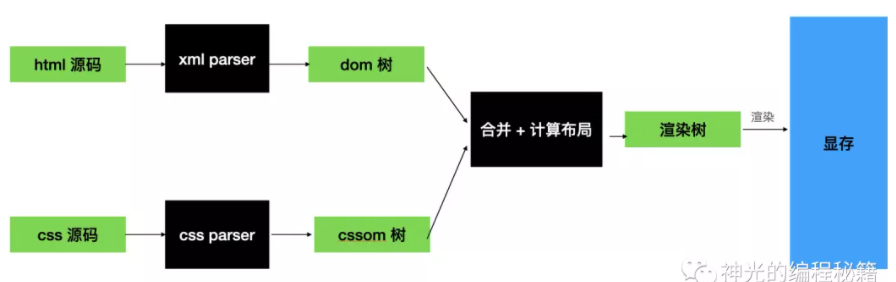 html 源码
xml parser
dom 树
合并 + 计算布局
渲染树
渲染
显存
css 源码
css parser
cssom 树
神光的编程秘籍